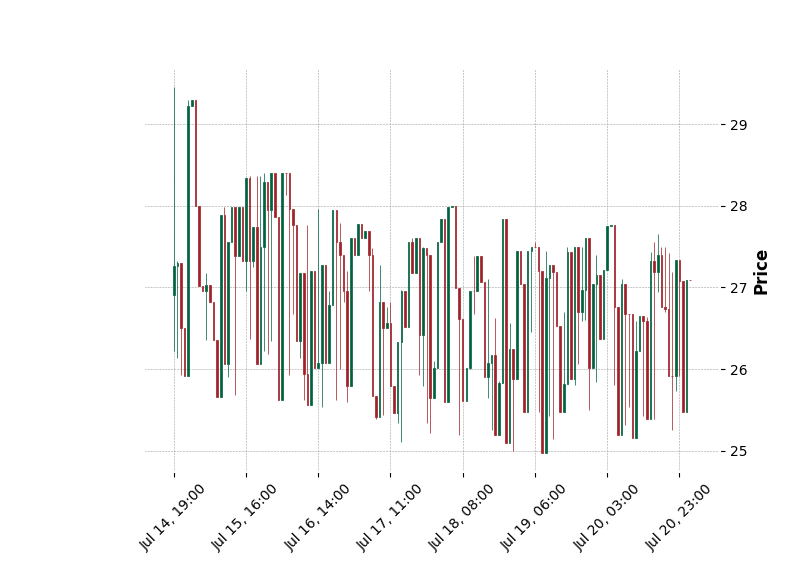 29
28
27
26
25
Price
Jul 14, 19:00
Jul 15, 16:00
Jul 16, 14:00
Jul 17, 11:00
Jul 18, 08:00
Jul 19, 06:00
Jul 20, 03:00
Jul 20, 23:00